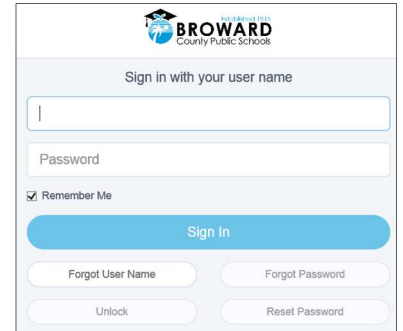 Established 1915
BROWARD
County Public Schools
Sign in with your user name
Password
Remember Me
Sign In
Forgot User Name
Forgot Password
Unlock
Reset Password